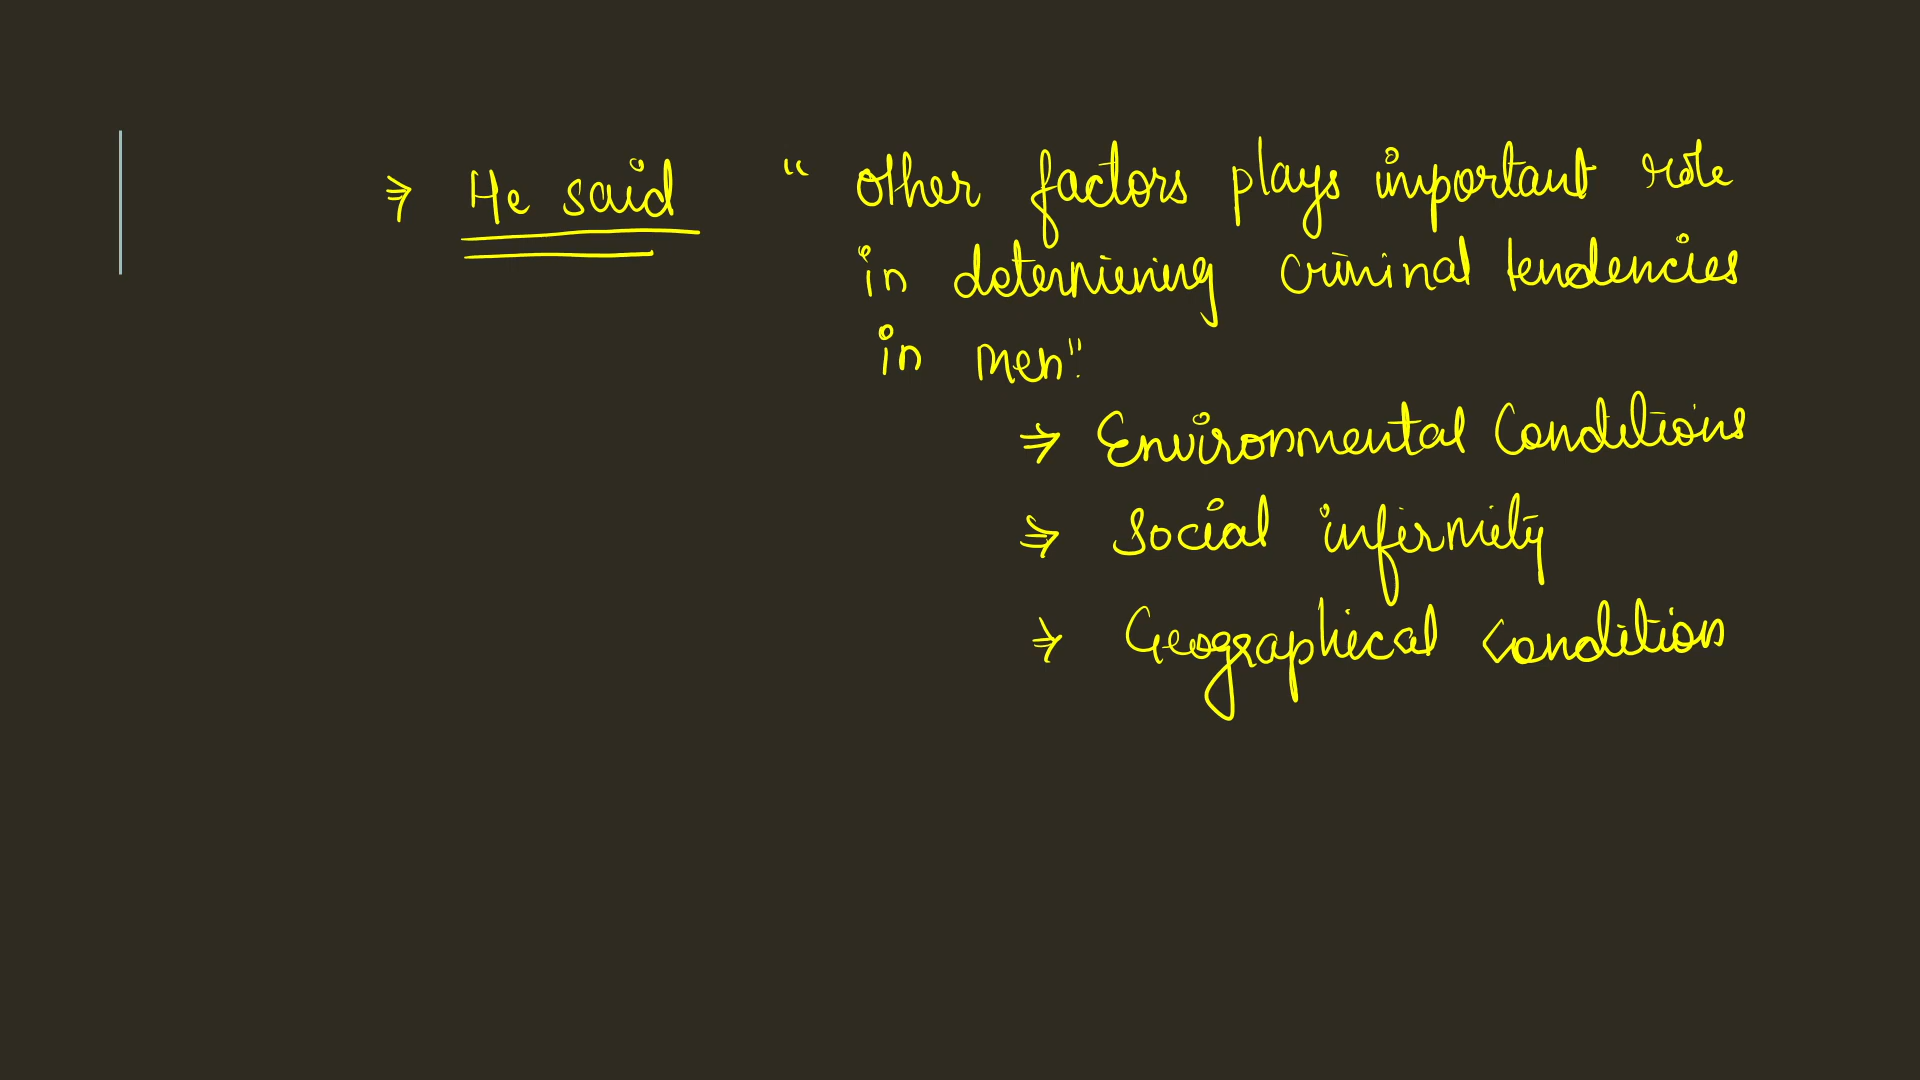 ⇒ He said " other factors plays important role
in determining criminal tendencies
in men".
⇒ Environmental Conditions
⇒ Social infirmity
⇒ Geographical condition